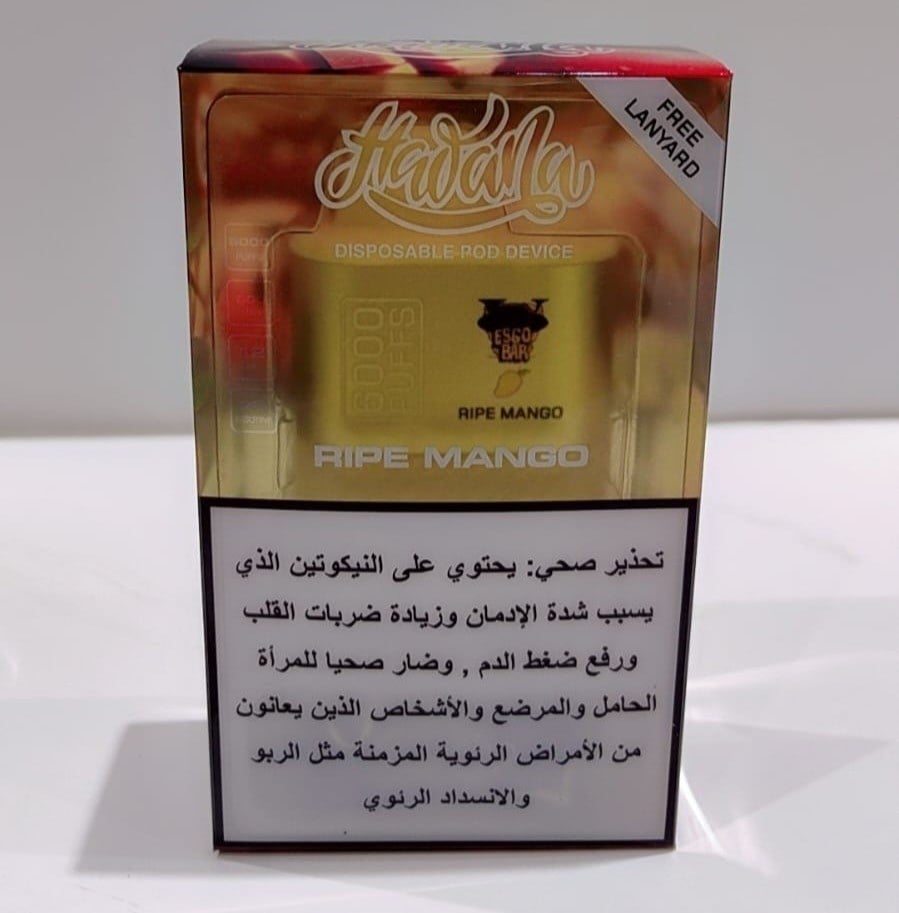 FREE
LANYARD
Havana
DISPOSABLE POD DEVICE
6000
PUFFS
ESCO
BAR
RIPE MANGO
RIPE MANGO
تحذير صحي: يحتوي على النيكوتين الذي
يسبب شدة الإدمان وزيادة ضربات القلب
ورفع ضغط الدم , وضار صحيا للمرأة
الحامل والمرضع والأشخاص الذين يعانون
من الأمراض الرئوية المزمنة مثل الربو
والانسداد الرئوي